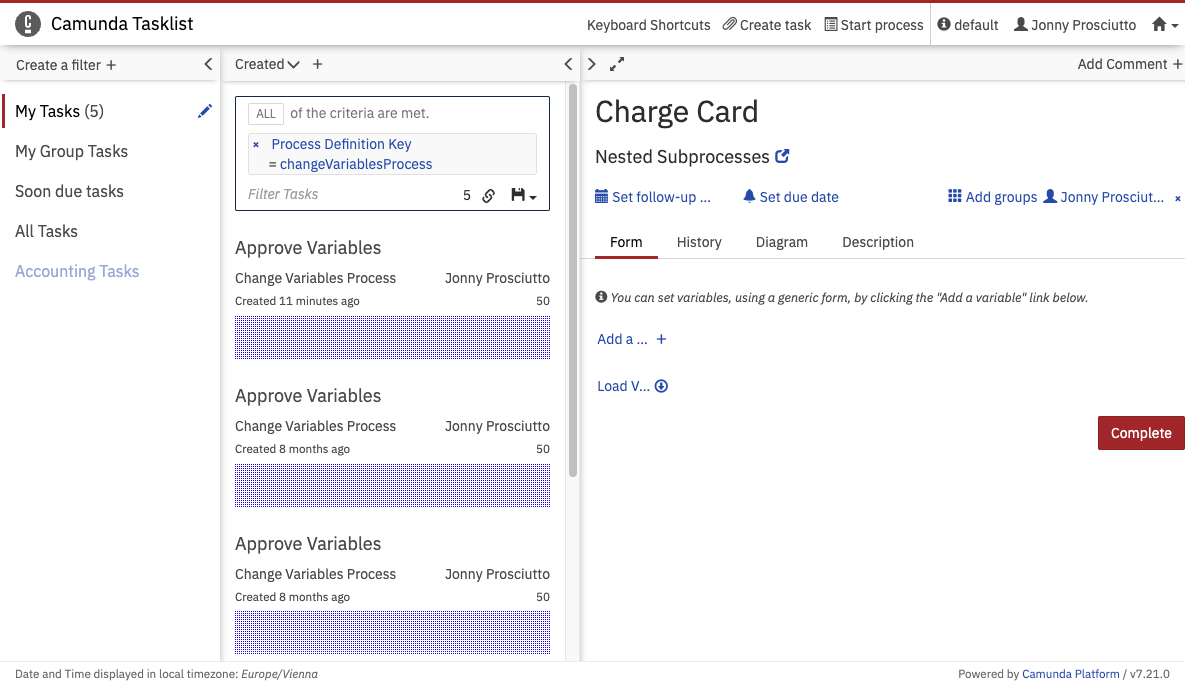 Camunda Tasklist
Keyboard Shortcuts Create task Start process default Jonny Prosciutto
Create a filter +
Created +
Add Comment +
My Tasks (5)
My Group Tasks
Soon due tasks
All Tasks
Accounting Tasks
ALL of the criteria are met.
× Process Definition Key
= changeVariablesProcess
Filter Tasks 5
Approve Variables
Change Variables Process Jonny Prosciutto
Created 11 minutes ago 50
Approve Variables
Change Variables Process Jonny Prosciutto
Created 8 months ago 50
Approve Variables
Change Variables Process Jonny Prosciutto
Created 8 months ago 50
Charge Card
Nested Subprocesses
Set follow-up ... Set due date Add groups Jonny Prosciut... ×
Form History Diagram Description
You can set variables, using a generic form, by clicking the "Add a variable" link below.
Add a ... +
Load V...
Complete
Date and Time displayed in local timezone: Europe/Vienna
Powered by Camunda Platform / v7.21.0